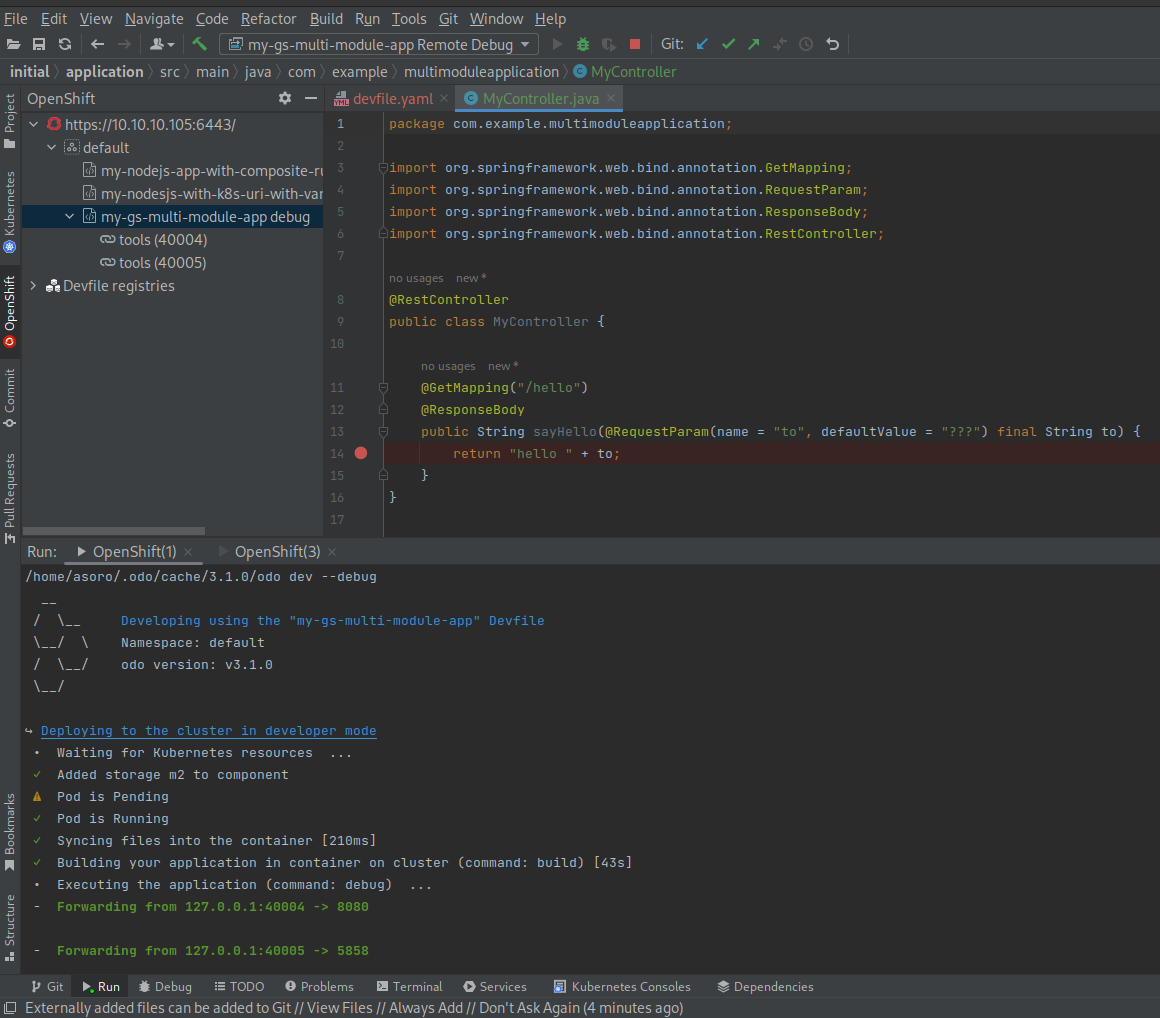 File Edit View Navigate Code Refactor Build Run Tools Git Window Help
my-gs-multi-module-app Remote Debug Git:
initial application src main java com example multimoduleapplication MyController
Project
Kubernetes
OpenShift
Commit
Pull Requests
Bookmarks
Structure
OpenShift
https://10.10.10.105:6443/
default
my-nodejs-app-with-composite-ru
my-nodesjs-with-k8s-uri-with-var
my-gs-multi-module-app debug
tools (40004)
tools (40005)
Devfile registries
devfile.yaml MyController.java
1 package com.example.multimoduleapplication;
2
3 import org.springframework.web.bind.annotation.GetMapping;
4 import org.springframework.web.bind.annotation.RequestParam;
5 import org.springframework.web.bind.annotation.ResponseBody;
6 import org.springframework.web.bind.annotation.RestController;
7
no usages new *
8 @RestController
9 public class MyController {
10
no usages new *
11 @GetMapping("/hello")
12 @ResponseBody
13 public String sayHello(@RequestParam(name = "to", defaultValue = "???") final String to) {
14 return "hello " + to;
15 }
16 }
17
Run: OpenShift(1) OpenShift(3)
/home/asoro/.odo/cache/3.1.0/odo dev --debug
__
/ \__ Developing using the "my-gs-multi-module-app" Devfile
\__/ \ Namespace: default
/ \__/ odo version: v3.1.0
\__/
↪ Deploying to the cluster in developer mode
• Waiting for Kubernetes resources ...
✓ Added storage m2 to component
⚠ Pod is Pending
✓ Pod is Running
✓ Syncing files into the container [210ms]
✓ Building your application in container on cluster (command: build) [43s]
• Executing the application (command: debug) ...
- Forwarding from 127.0.0.1:40004 -> 8080
- Forwarding from 127.0.0.1:40005 -> 5858
Git Run Debug TODO Problems Terminal Services Kubernetes Consoles Dependencies
Externally added files can be added to Git // View Files // Always Add // Don't Ask Again (4 minutes ago)